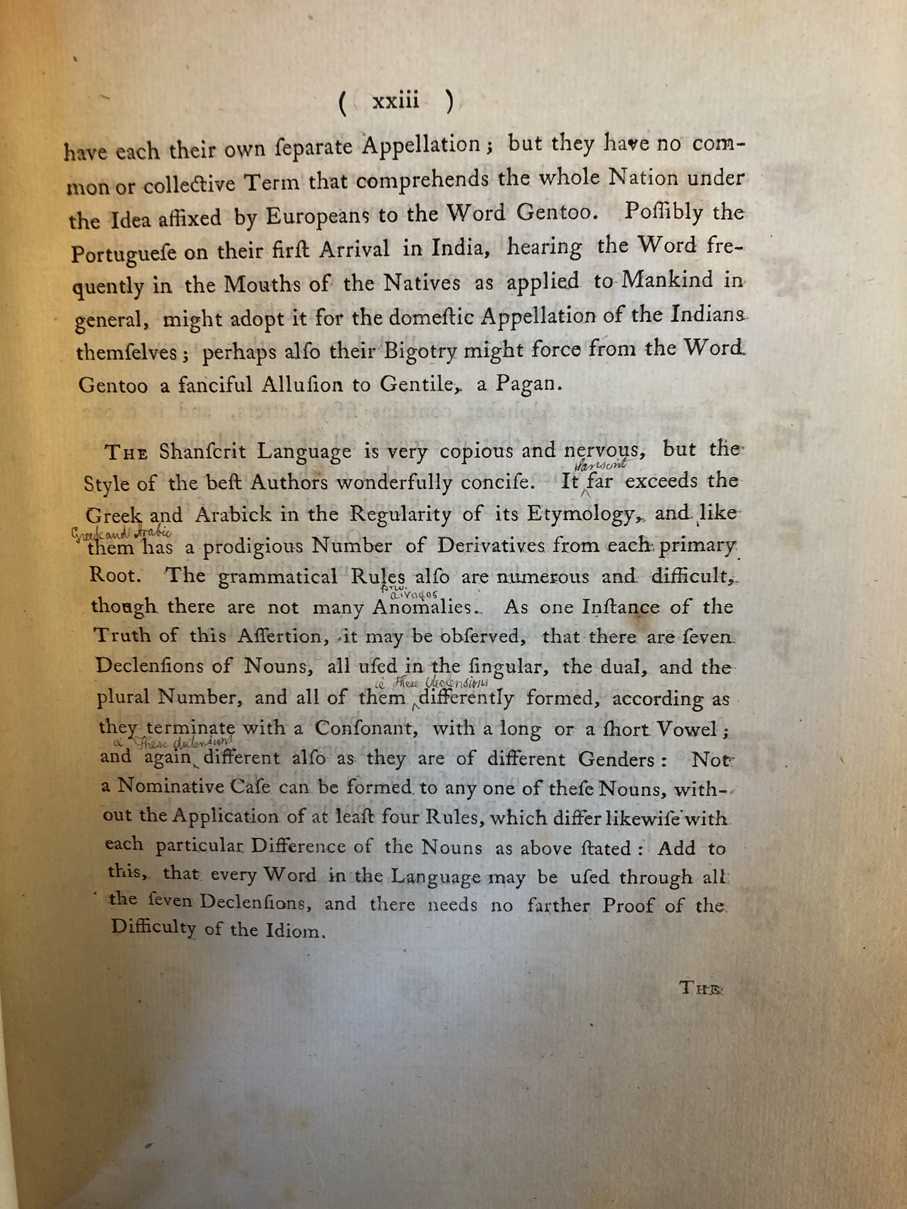 ( xxiii )
have each their own ſeparate Appellation; but they have no com-
mon or collective Term that comprehends the whole Nation under
the Idea affixed by Europeans to the Word Gentoo. Poſſibly the
Portugueſe on their firſt Arrival in India, hearing the Word fre-
quently in the Mouths of the Natives as applied to Mankind in
general, might adopt it for the domeſtic Appellation of the Indians
themſelves; perhaps alſo their Bigotry might force from the Word
Gentoo a fanciful Alluſion to Gentile, a Pagan.
THE Shanſcrit Language is very copious and nervous, but the
Sanscrit
Style of the beſt Authors wonderfully conciſe. It far exceeds the
Greek and Arabick in the Regularity of its Etymology, and like
Greek and Arabic
them has a prodigious Number of Derivatives from each primary
Root. The grammatical Rules alſo are numerous and difficult,
though there are not many Anomalies. As one Inſtance of the
Truth of this Aſſertion, it may be obſerved, that there are ſeven
Declenſions of Nouns, all uſed in the ſingular, the dual, and the
ie these declensions
plural Number, and all of them differently formed, according as
they terminate with a Conſonant, with a long or a ſhort Vowel;
These declensions
and again different alſo as they are of different Genders: Not
a Nominative Caſe can be formed to any one of theſe Nouns, with-
out the Application of at leaſt four Rules, which differ likewiſe with
each particular Difference of the Nouns as above ſtated: Add to
this, that every Word in the Language may be uſed through all
the ſeven Declenſions, and there needs no farther Proof of the
Difficulty of the Idiom.
THE